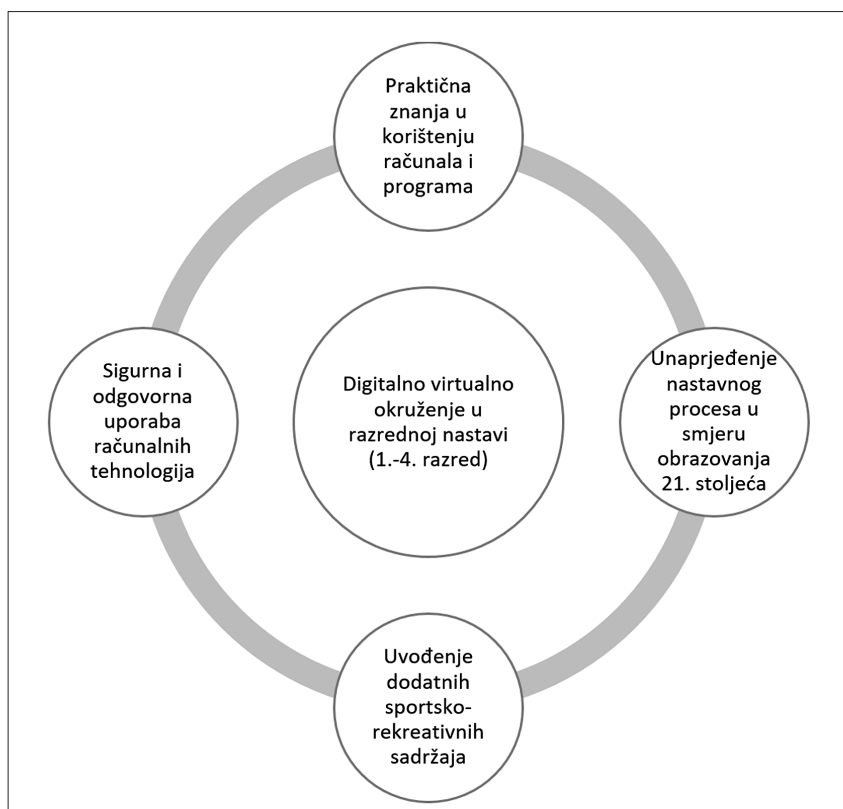 Praktična
znanja u
korištenju
računala i
programa
Sigurna i
odgovorna
uporaba
računalnih
tehnologija
Digitalno virtualno
okruženje u
razrednoj nastavi
(1.-4. razred)
Unaprjeđenje
nastavnog
procesa u
smjeru
obrazovanja
21. stoljeća
Uvođenje
dodatnih
sportsko-
rekreativnih
sadržaja